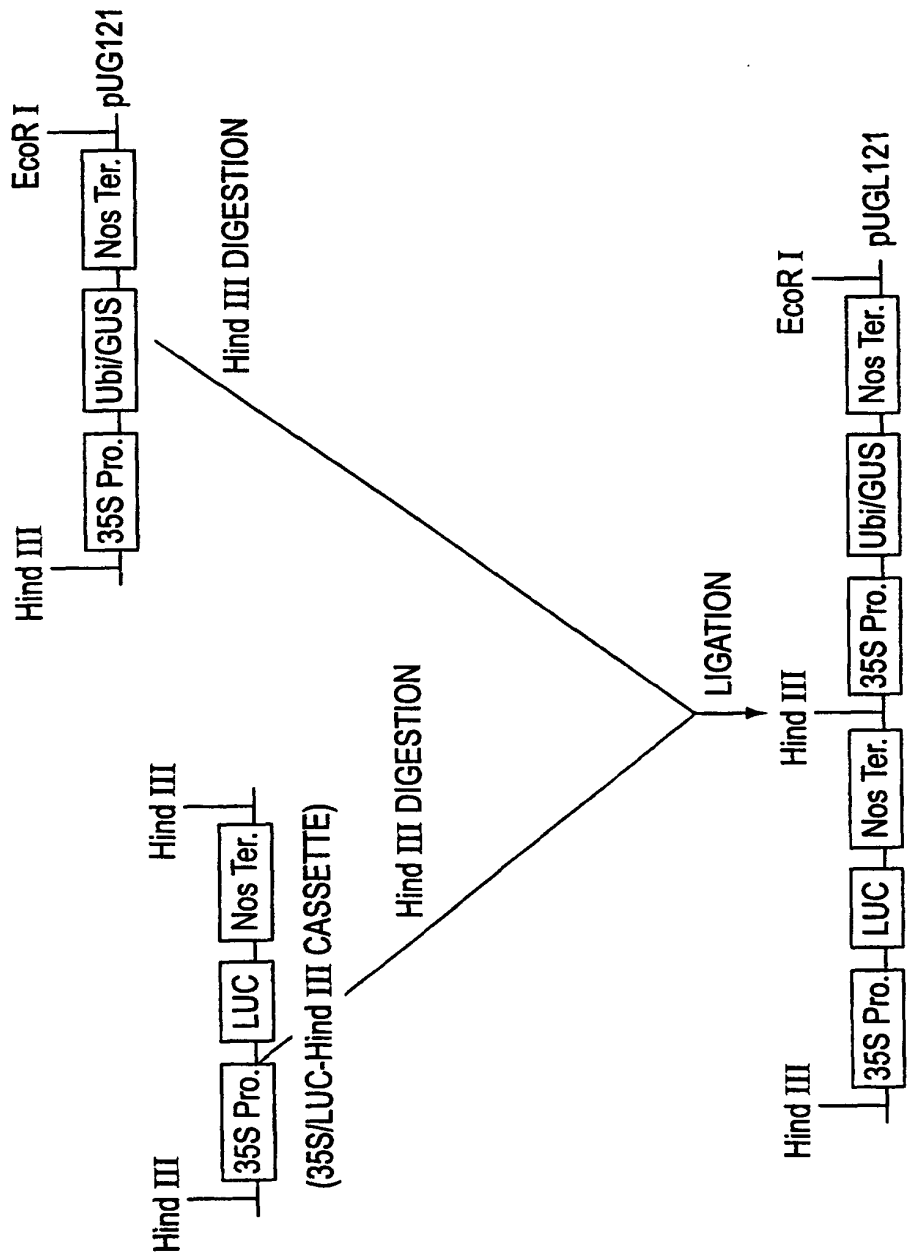 Hind III
Hind III
35S Pro.
LUC
Nos Ter.
(35S/LUC-Hind III CASSETTE)
Hind III DIGESTION
Hind III
EcoR I
35S Pro.
Ubi/GUS
Nos Ter.
pUG121
Hind III DIGESTION
LIGATION
Hind III
Hind III
EcoR I
35S Pro.
LUC
Nos Ter.
35S Pro.
Ubi/GUS
Nos Ter.
pUGL121